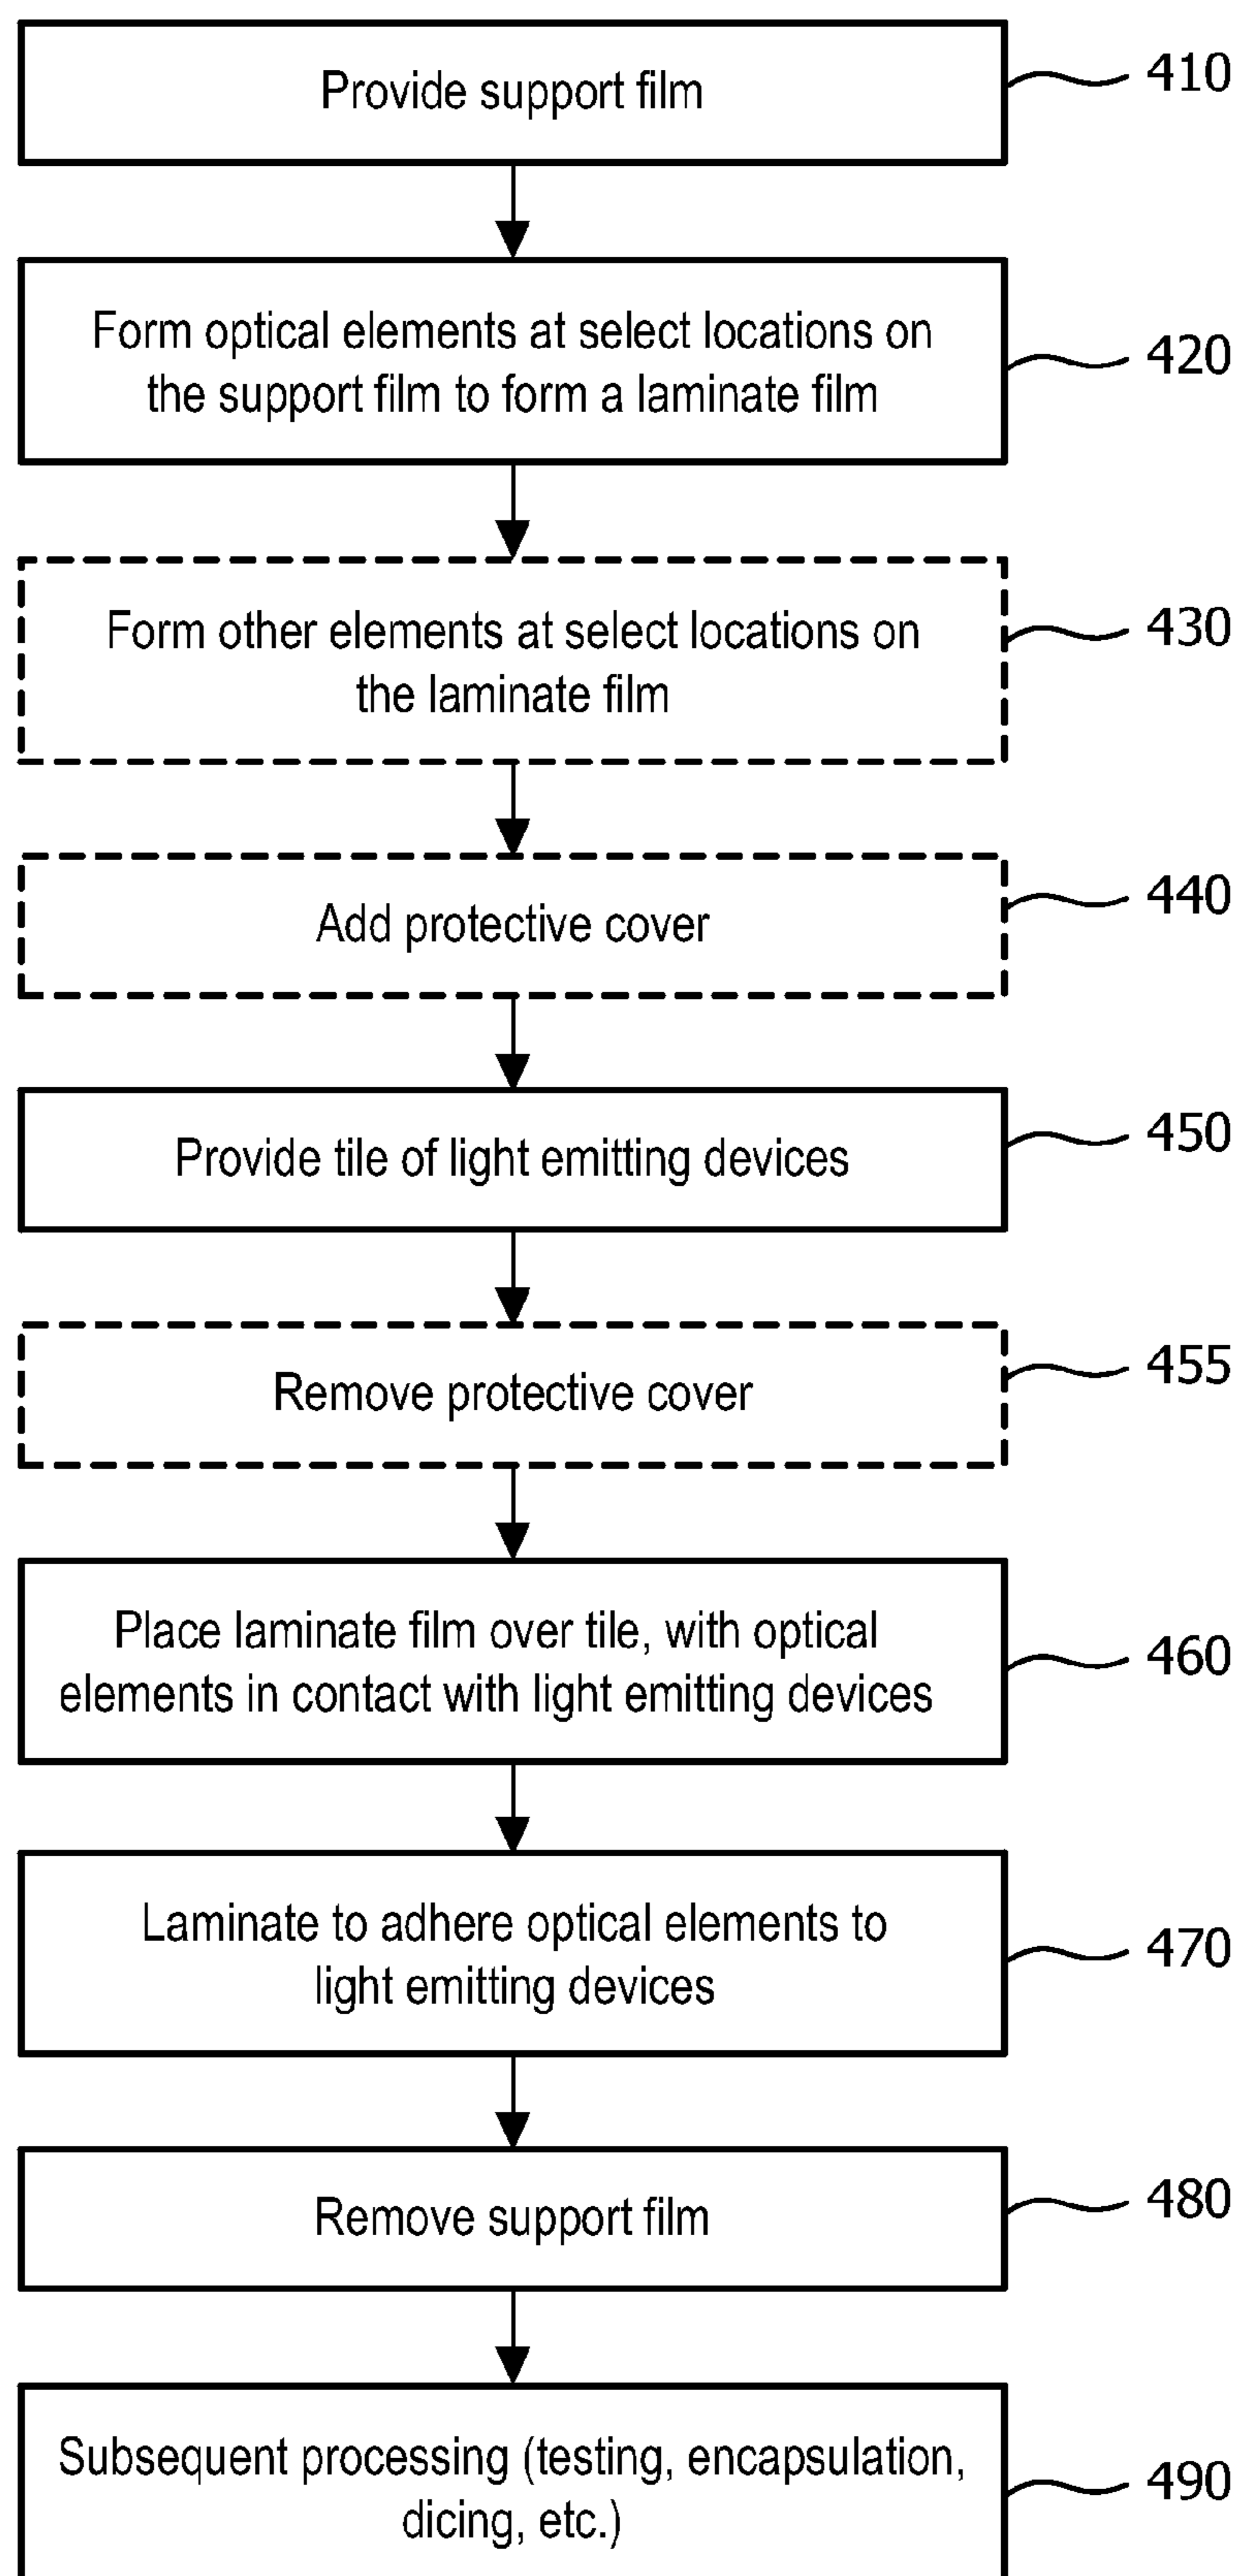 Provide support film
410
Form optical elements at select locations on
the support film to form a laminate film
420
Form other elements at select locations on
the laminate film
430
Add protective cover
440
Provide tile of light emitting devices
450
Remove protective cover
455
Place laminate film over tile, with optical
elements in contact with light emitting devices
460
Laminate to adhere optical elements to
light emitting devices
470
Remove support film
480
Subsequent processing (testing, encapsulation,
dicing, etc.)
490